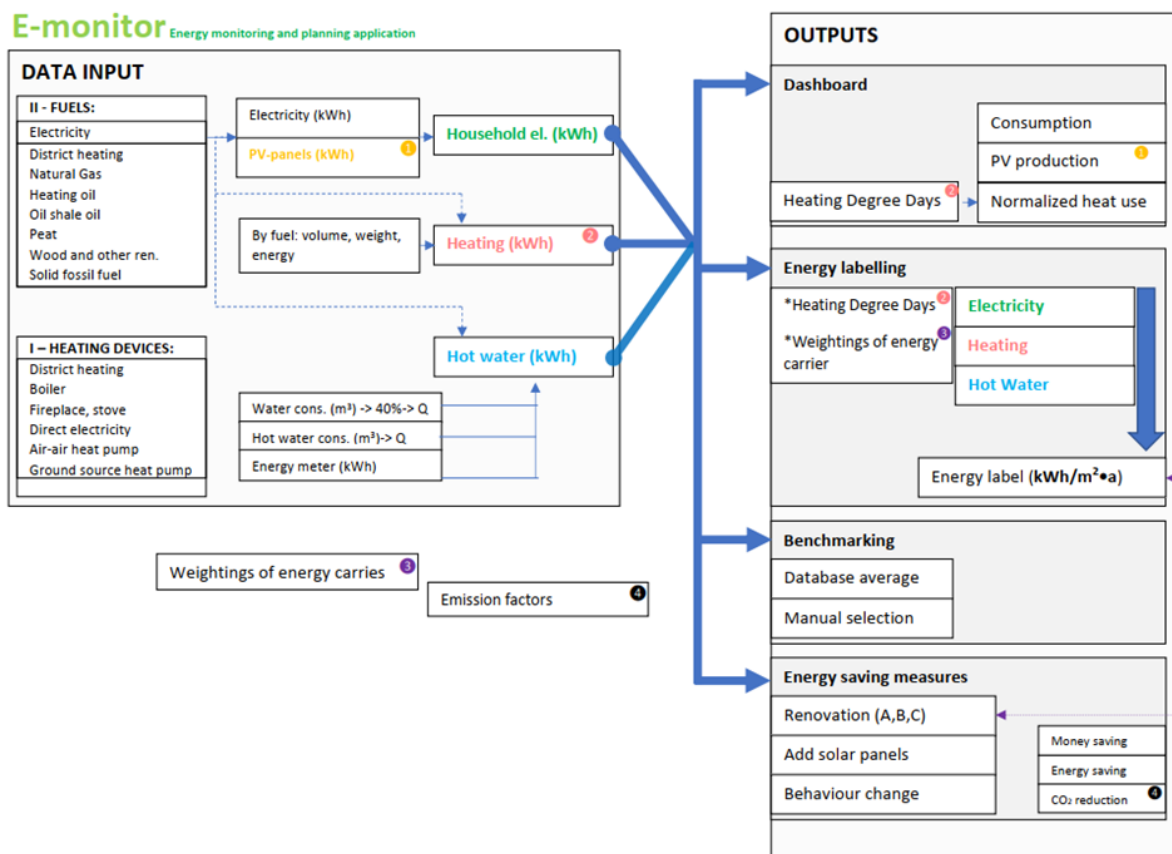 E-monitor Energy monitoring and planning application
DATA INPUT
II - FUELS:
Electricity
District heating
Natural Gas
Heating oil
Oil shale oil
Peat
Wood and other ren.
Solid fossil fuel
I – HEATING DEVICES:
District heating
Boiler
Fireplace, stove
Direct electricity
Air-air heat pump
Ground source heat pump
Electricity (kWh)
PV-panels (kWh) 1
By fuel: volume, weight,
energy
Household el. (kWh)
Heating (kWh) 2
Hot water (kWh)
Water cons. (m³) -> 40%-> Q
Hot water cons. (m³)-> Q
Energy meter (kWh)
Weightings of energy carries 3
Emission factors 4
OUTPUTS
Dashboard
Consumption
PV production 1
Heating Degree Days 2
Normalized heat use
Energy labelling
*Heating Degree Days 2
*Weightings of energy 3
carrier
Electricity
Heating
Hot Water
Energy label (kWh/m²●a)
Benchmarking
Database average
Manual selection
Energy saving measures
Renovation (A,B,C)
Add solar panels
Behaviour change
Money saving
Energy saving
CO₂ reduction 4